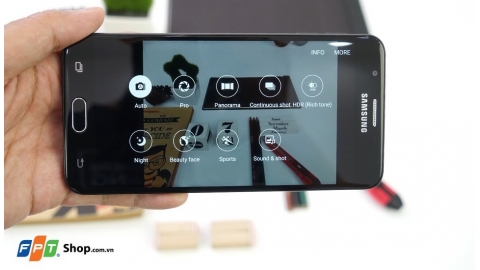 INFO MORE
Auto Pro Panorama Continuous shot HDR (Rich tone)
Night Beauty face Sports Sound & shot
SAMSUNG
FPT. Shop.com.vn